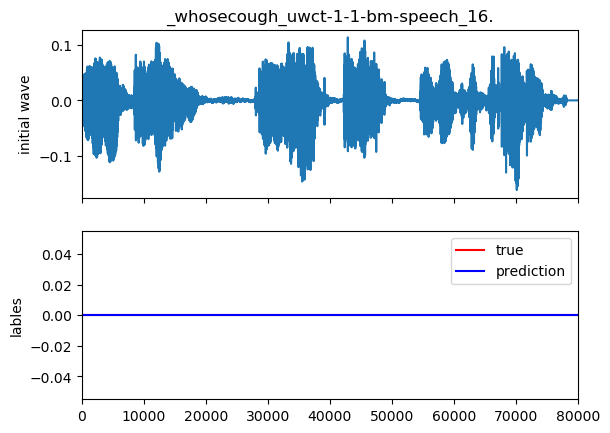 _whosecough_uwct-1-1-bm-speech_16.
0.1
0.0
−0.1
initial wave
0.04
0.02
0.00
−0.02
−0.04
lables
true
prediction
0 10000 20000 30000 40000 50000 60000 70000 80000